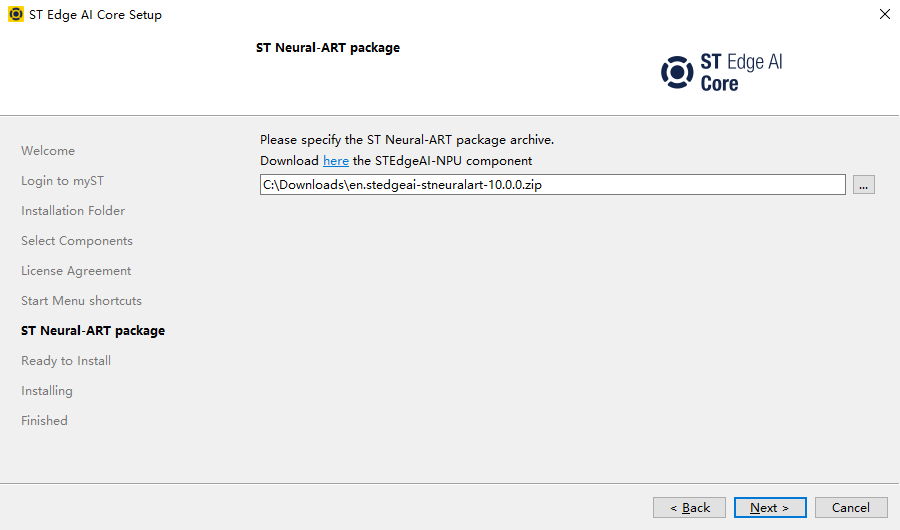 ST Edge AI Core Setup
ST Neural-ART package
ST Edge AI
Core
Please specify the ST Neural-ART package archive.
Download here the STEdgeAI-NPU component
C:\Downloads\en.stedgeai-stneuralart-10.0.0.zip
...
Welcome
Login to myST
Installation Folder
Select Components
License Agreement
Start Menu shortcuts
ST Neural-ART package
Ready to Install
Installing
Finished
< Back
Next >
Cancel